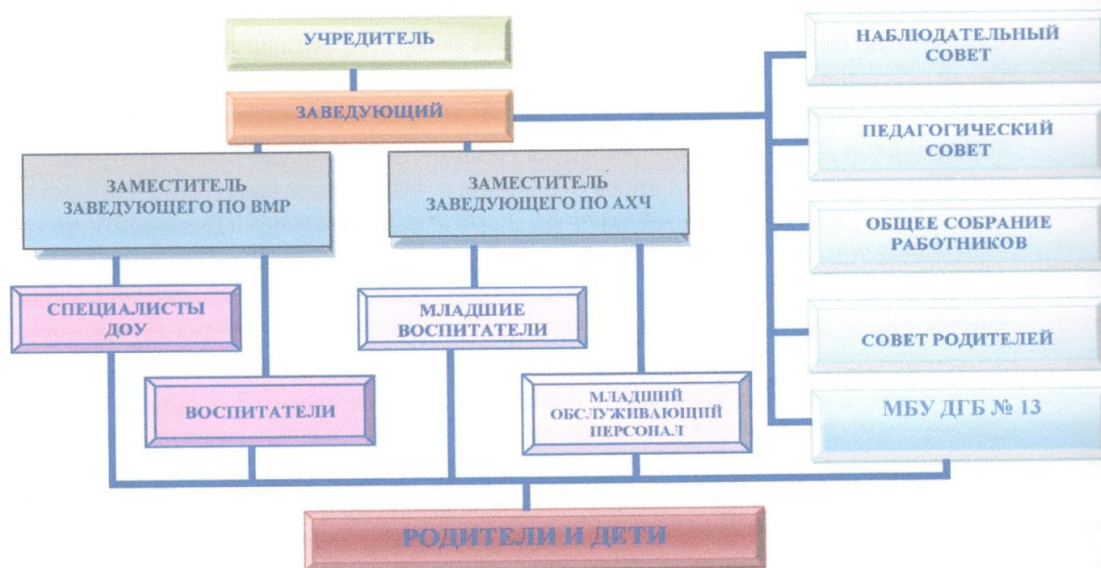 УЧРЕДИТЕЛЬ
ЗАВЕДУЮЩИЙ
ЗАМЕСТИТЕЛЬ
ЗАВЕДУЮЩЕГО ПО ВМР
ЗАМЕСТИТЕЛЬ
ЗАВЕДУЮЩЕГО ПО АХЧ
СПЕЦИАЛИСТЫ
ДОУ
МЛАДШИЕ
ВОСПИТАТЕЛИ
ВОСПИТАТЕЛИ
МЛАДШИЙ
ОБСЛУЖИВАЮЩИЙ
ПЕРСОНАЛ
НАБЛЮДАТЕЛЬНЫЙ
СОВЕТ
ПЕДАГОГИЧЕСКИЙ
СОВЕТ
ОБЩЕЕ СОБРАНИЕ
РАБОТНИКОВ
СОВЕТ РОДИТЕЛЕЙ
МБУ ДГБ № 13
РОДИТЕЛИ И ДЕТИ